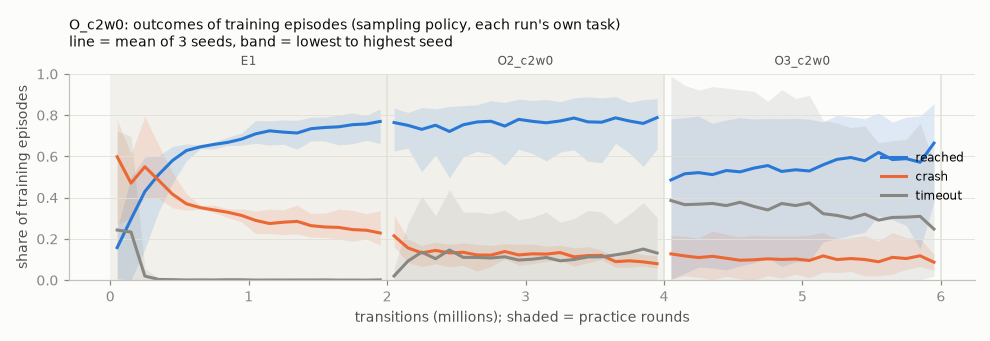 O_c2w0: outcomes of training episodes (sampling policy, each run's own task)
line = mean of 3 seeds, band = lowest to highest seed
E1
O2_c2w0
O3_c2w0
share of training episodes
1.0
0.8
0.6
0.4
0.2
0.0
reached
crash
timeout
0
1
2
3
4
5
6
transitions (millions); shaded = practice rounds